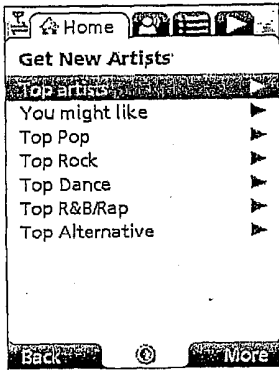 Home
Get New Artists
Top artists
You might like
Top Pop
Top Rock
Top Dance
Top R&B/Rap
Top Alternative
Back More